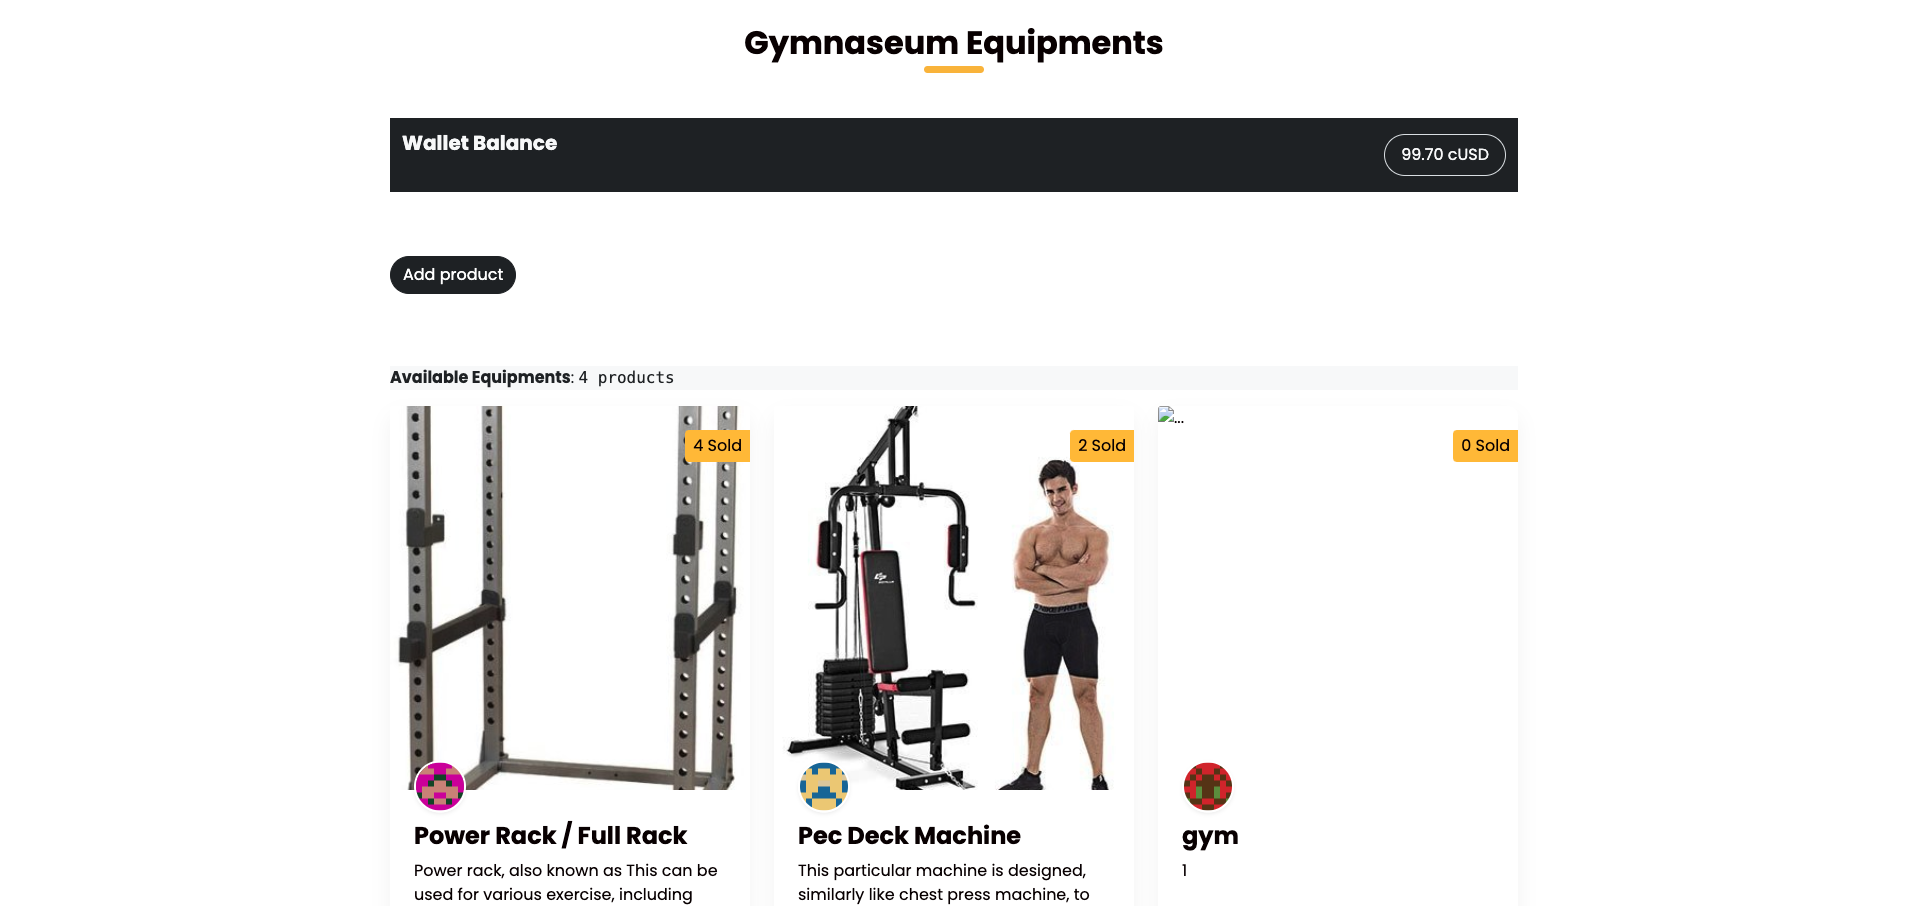 Gymnaseum Equipments
Wallet Balance
99.70 cUSD
Add product
Available Equipments: 4 products
4 Sold
2 Sold
...
0 Sold
Power Rack / Full Rack
Power rack, also known as This can be
used for various exercise, including
Pec Deck Machine
This particular machine is designed,
similarly like chest press machine, to
gym
1